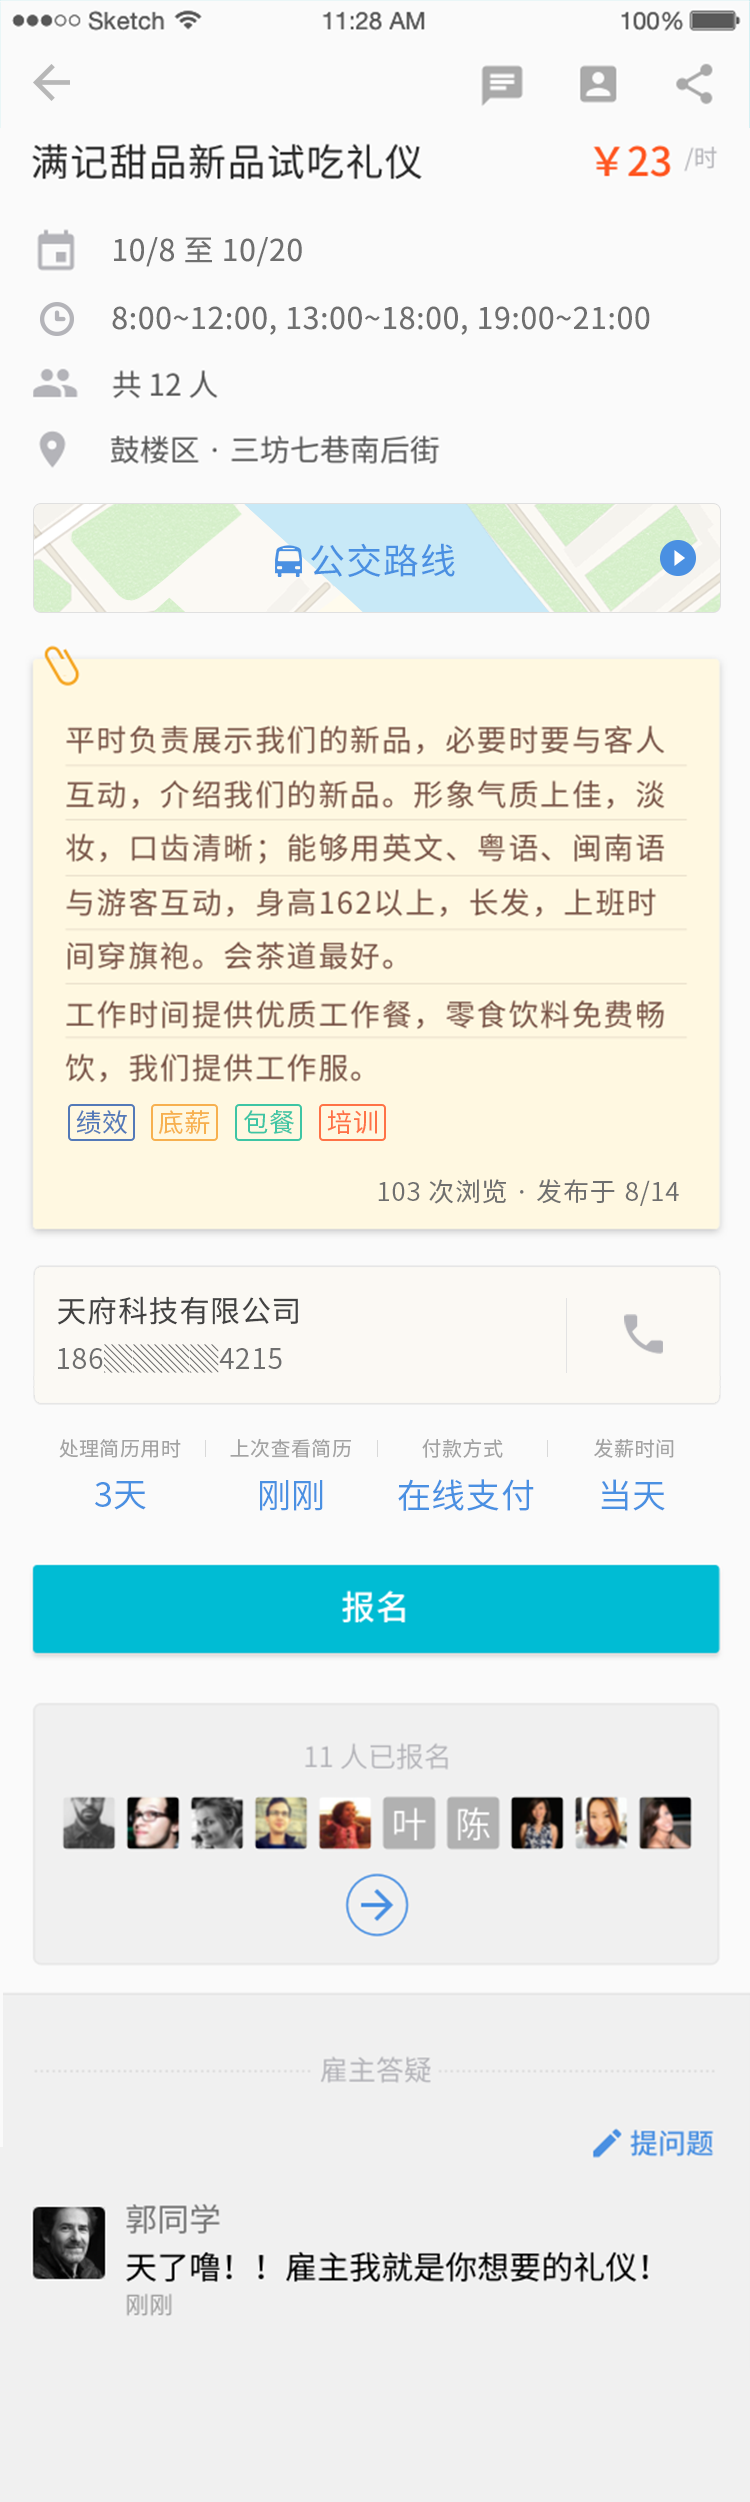 Sketch 11:28 AM 100%
满记甜品新品试吃礼仪 ¥23 /时
10/8 至 10/20
8:00~12:00, 13:00~18:00, 19:00~21:00
共 12 人
鼓楼区 · 三坊七巷南后街
公交路线
平时负责展示我们的新品，必要时要与客人
互动，介绍我们的新品。形象气质上佳，淡
妆，口齿清晰；能够用英文、粤语、闽南语
与游客互动，身高162以上，长发，上班时
间穿旗袍。会茶道最好。
工作时间提供优质工作餐，零食饮料免费畅
饮，我们提供工作服。
绩效 底薪 包餐 培训
103 次浏览 · 发布于 8/14
天府科技有限公司
186 4215
处理简历用时 上次查看简历 付款方式 发薪时间
3天 刚刚 在线支付 当天
报名
11 人已报名
叶 陈
雇主答疑
提问题
郭同学
天了噜！！雇主我就是你想要的礼仪！
刚刚